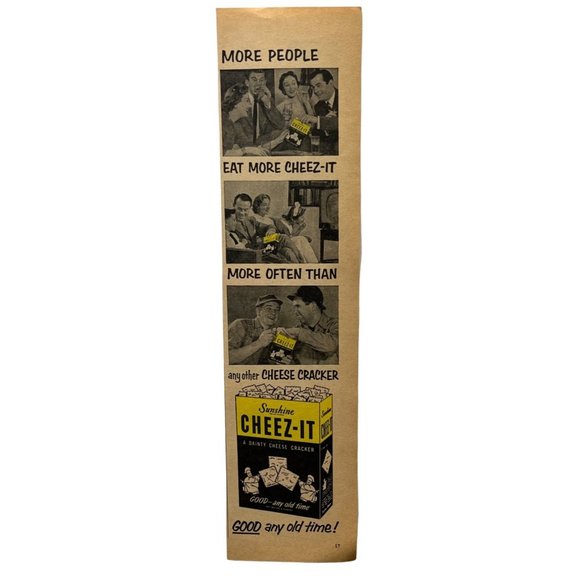 MORE PEOPLE
EAT MORE CHEEZ-IT
MORE OFTEN THAN
any other CHEESE CRACKER
Sunshine
CHEEZ-IT
A DAINTY CHEESE CRACKER
GOOD—any old time
GOOD any old time!